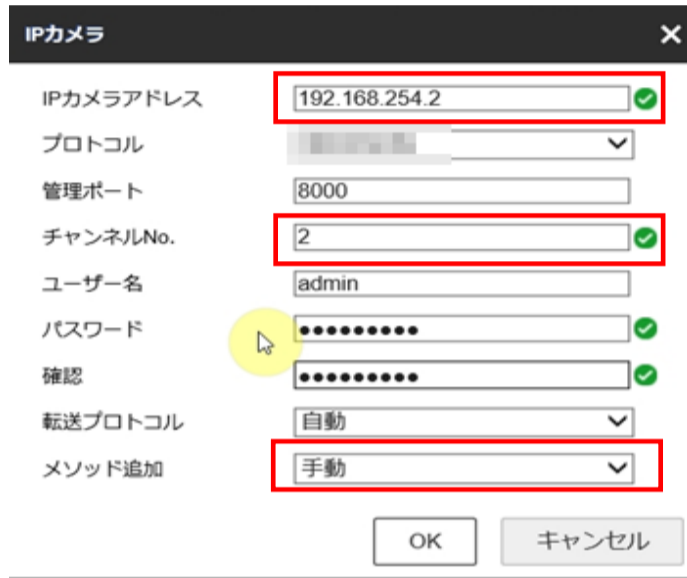 IPカメラ
IPカメラアドレス 192.168.254.2
プロトコル
管理ポート 8000
チャンネルNo. 2
ユーザー名 admin
パスワード •••••••••
確認 •••••••••
転送プロトコル 自動
メソッド追加 手動
OK キャンセル